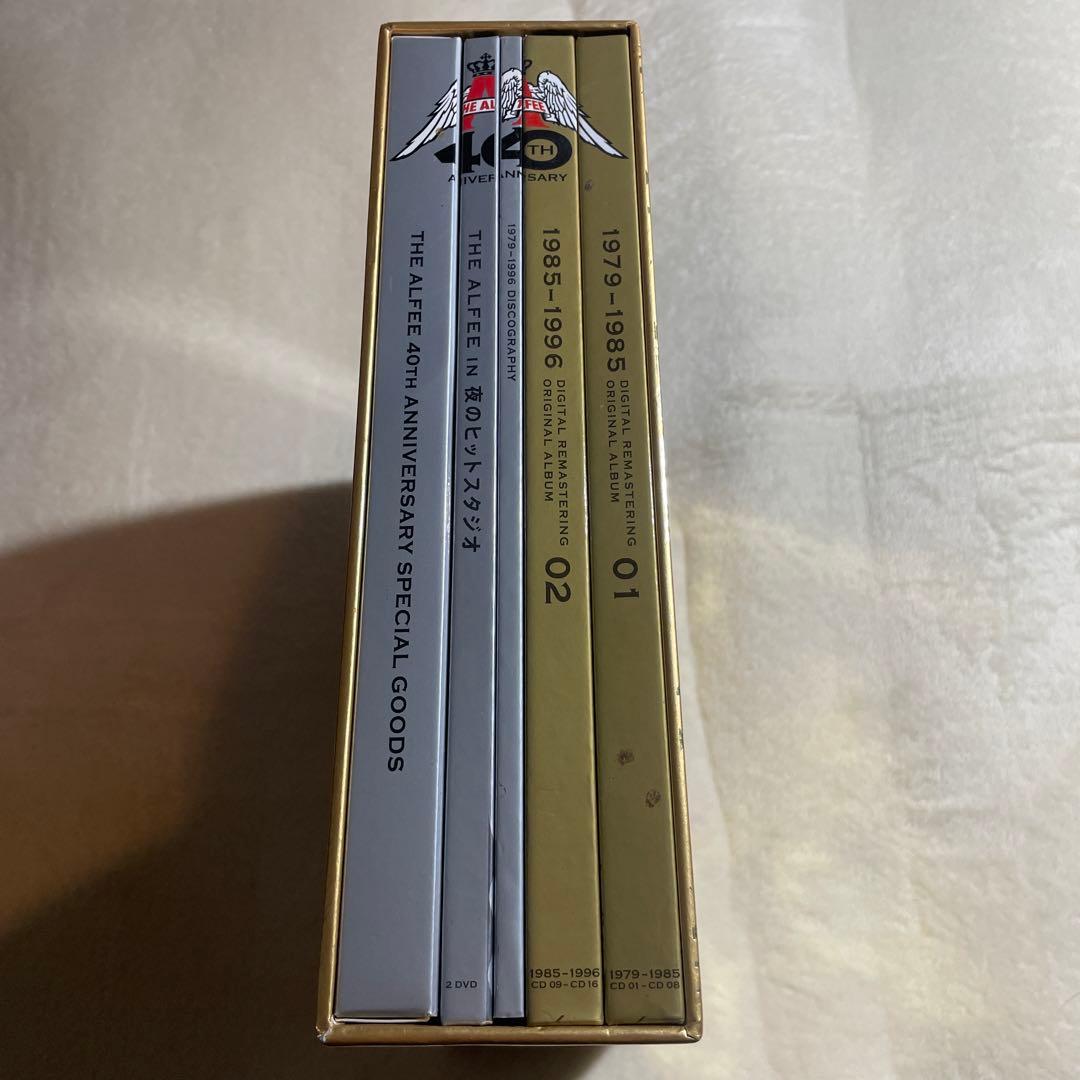 THE ALFEE
40TH
ANNIVERSARY
THE ALFEE 40TH ANNIVERSARY SPECIAL GOODS
THE ALFEE IN 夜のヒットスタジオ
2 DVD
1979-1996 DISCOGRAPHY
1985-1996
DIGITAL REMASTERING
ORIGINAL ALBUM
02
1985-1996
CD 09-CD 16
1979-1985
DIGITAL REMASTERING
ORIGINAL ALBUM
01
1979-1985
CD 01-CD 08